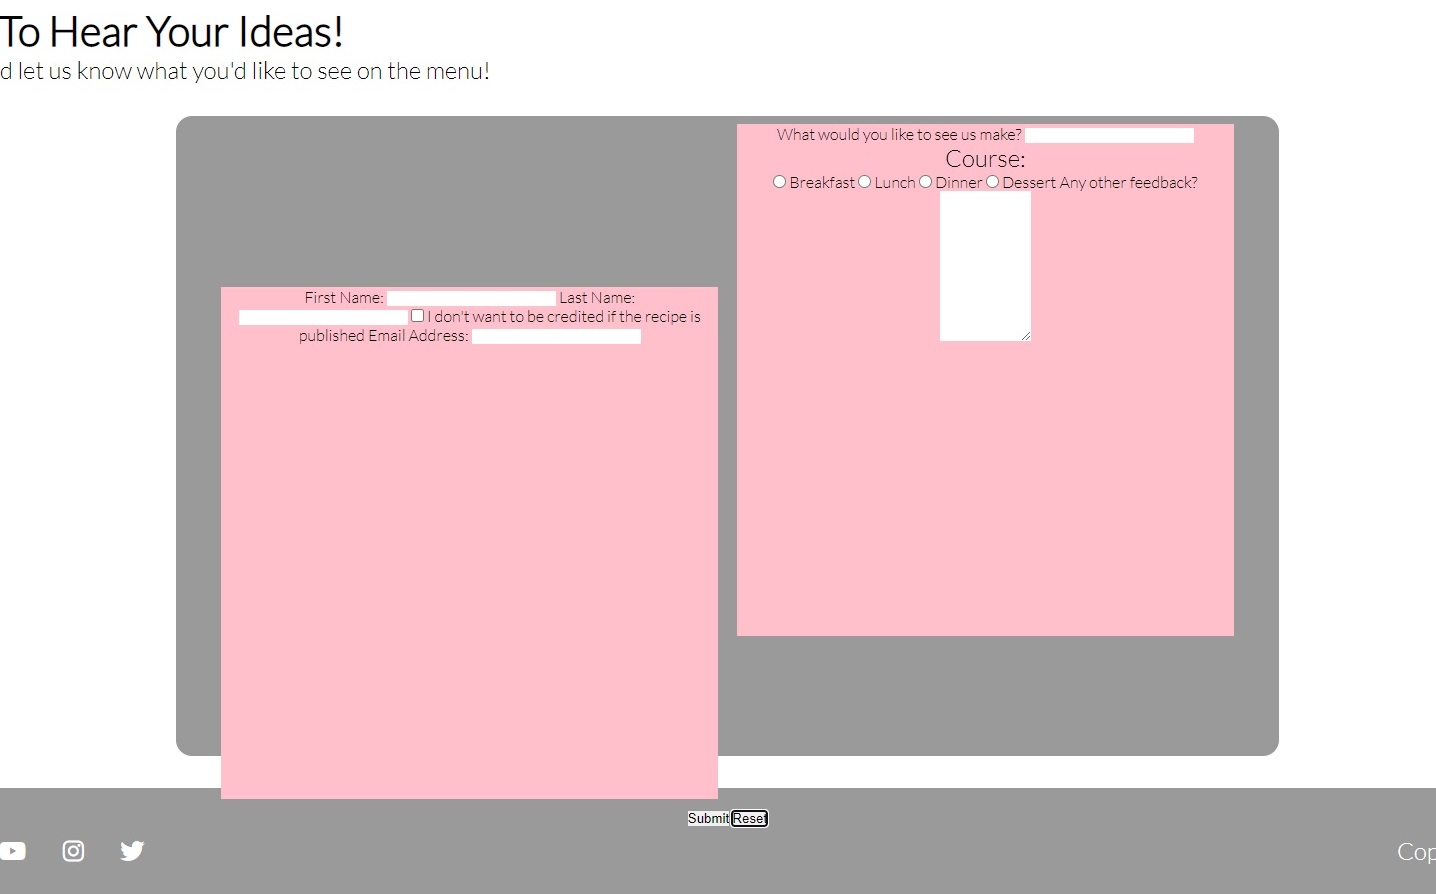 To Hear Your Ideas!
d let us know what you'd like to see on the menu!
What would you like to see us make?
Course:
Breakfast Lunch Dinner Dessert Any other feedback?
First Name: Last Name:
I don't want to be credited if the recipe is
published Email Address:
Submit Reset
Cop